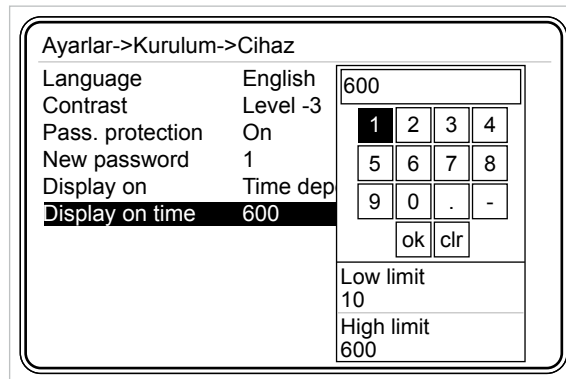 Ayarlar->Kurulum->Cihaz
Language English
Contrast Level -3
Pass. protection On
New password 1
Display on Time dep
Display on time 600
600
1 2 3 4
5 6 7 8
9 0 . -
ok clr
Low limit
10
High limit
600